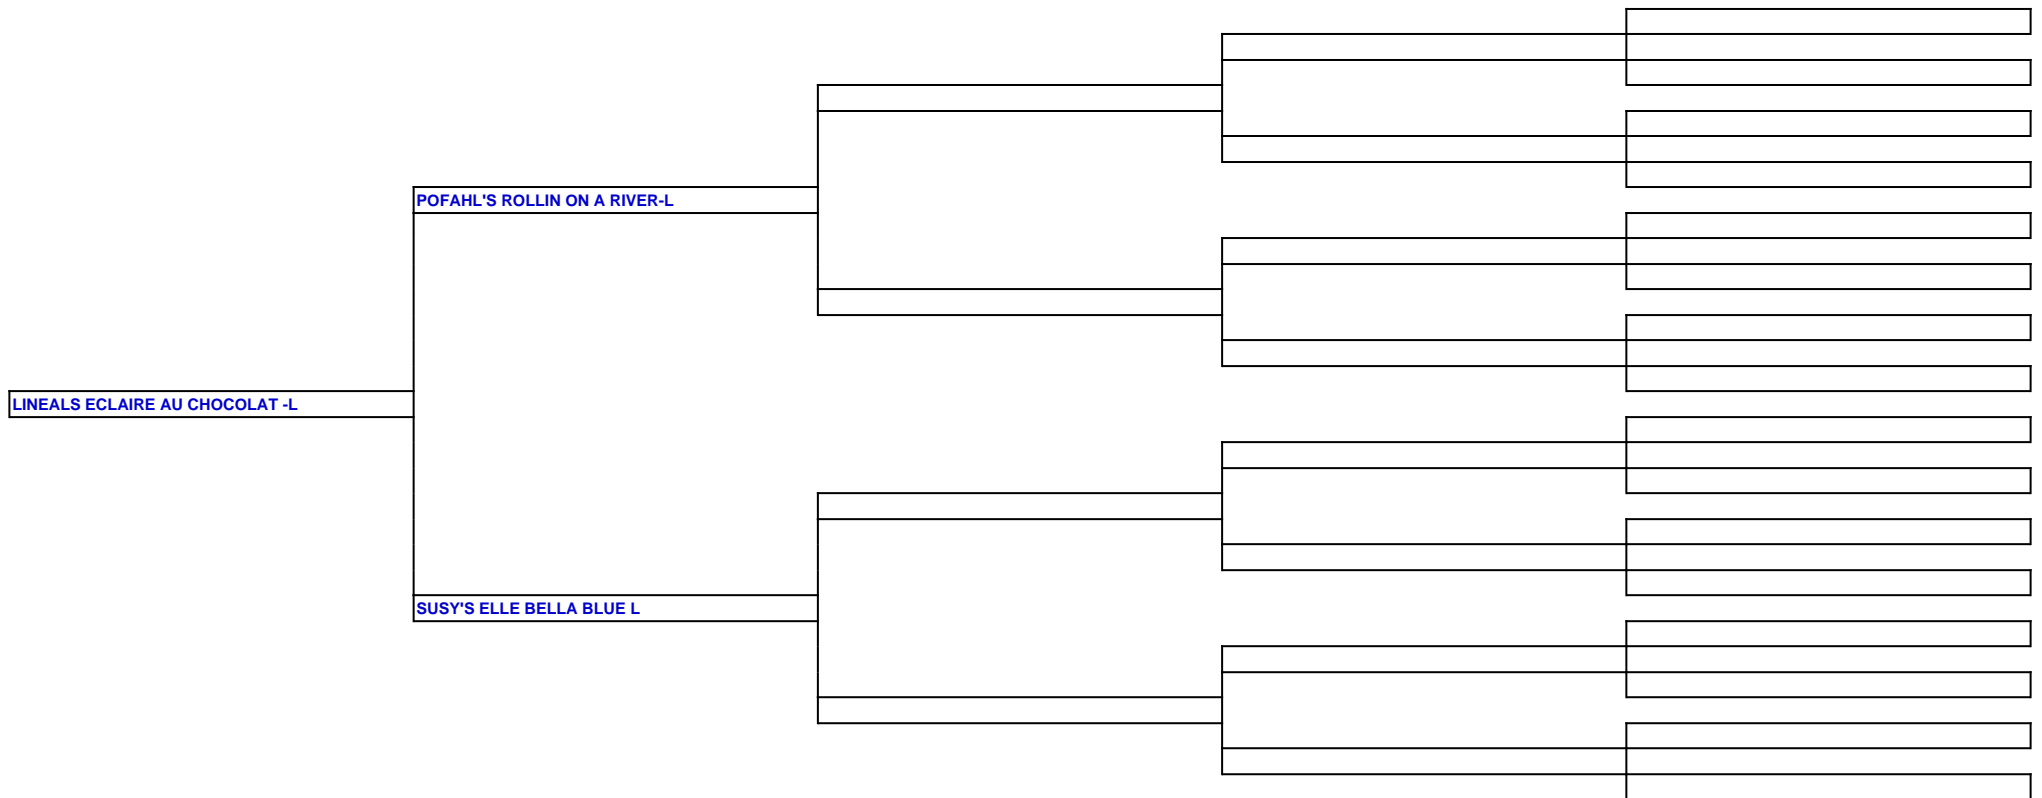 POFAHL'S ROLLIN ON A RIVER-L
LINEALS ECLAIRE AU CHOCOLAT -L
SUSY'S ELLE BELLA BLUE L